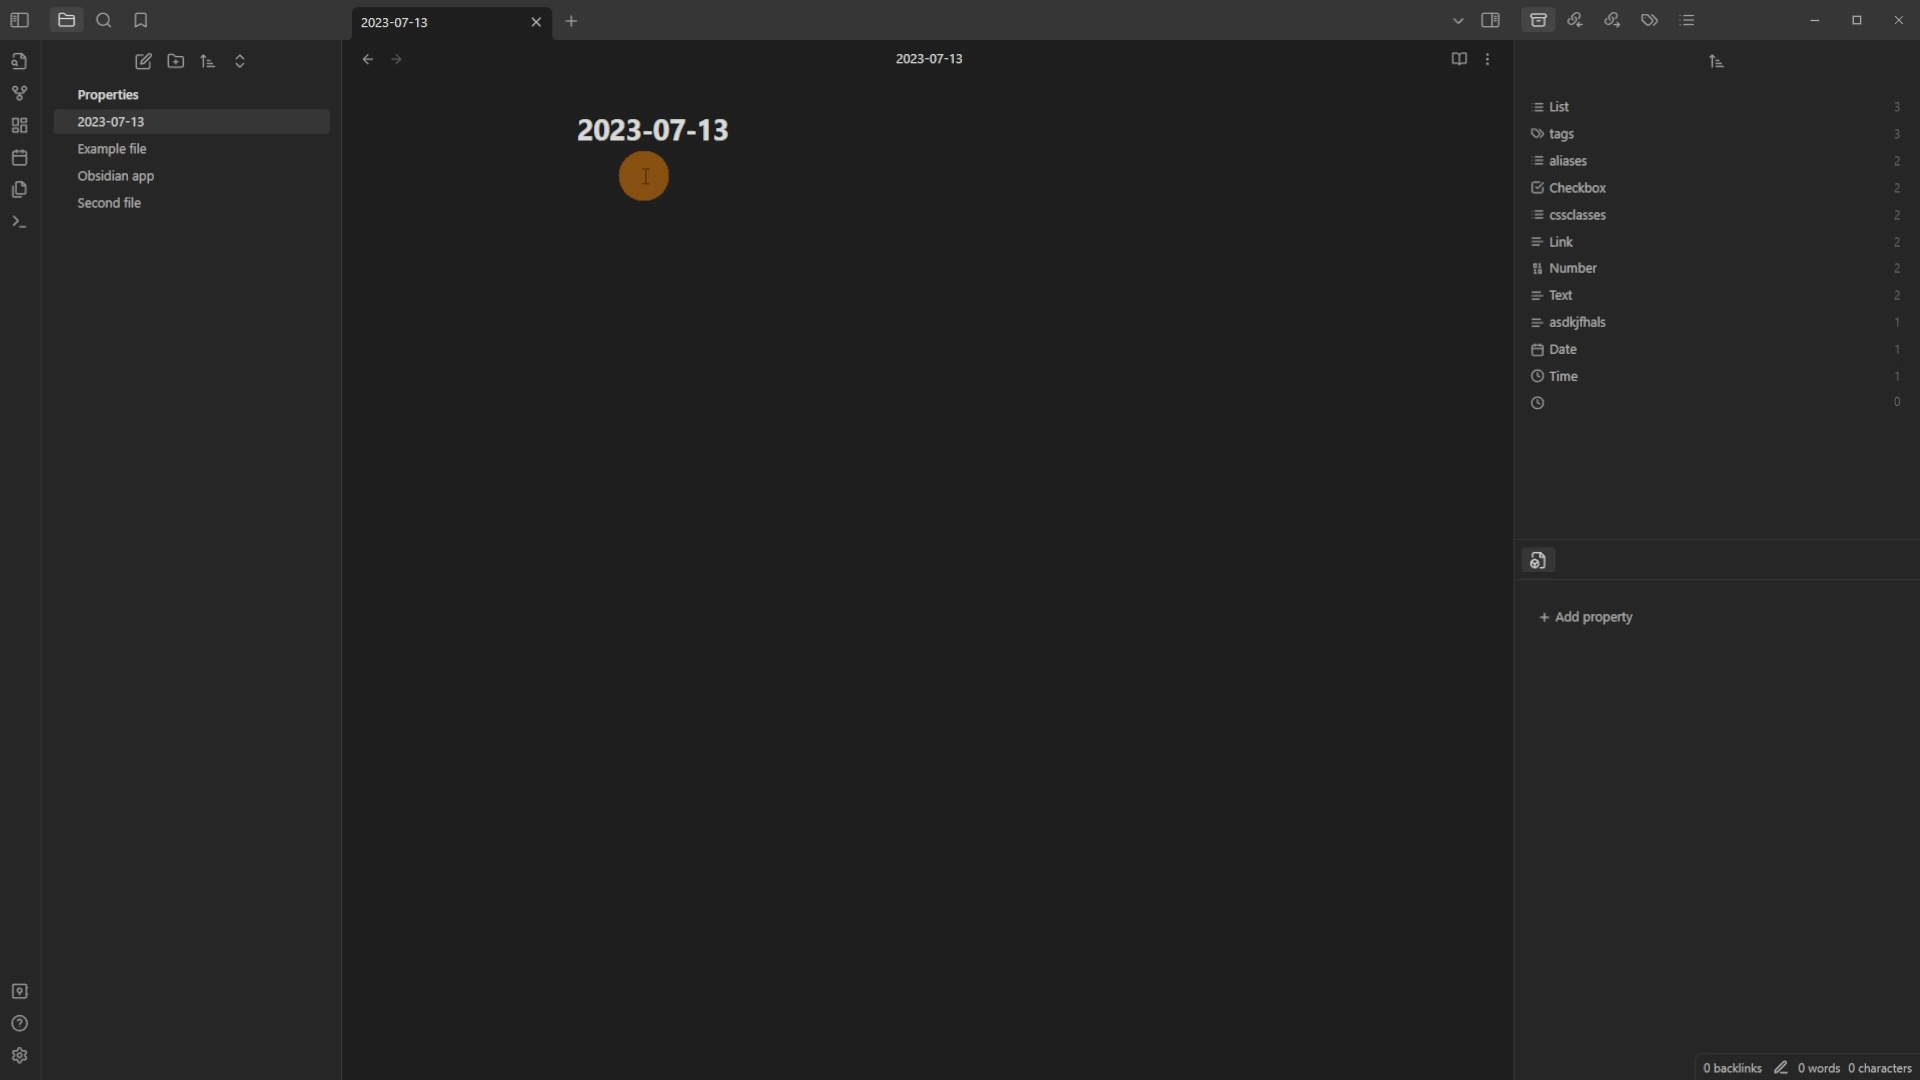 2023-07-13
2023-07-13
Properties
2023-07-13
Example file
Obsidian app
Second file
2023-07-13
List 3
tags 3
aliases 2
Checkbox 2
cssclasses 2
Link 2
Number 2
Text 2
asdkjfhals 1
Date 1
Time 1
0
+ Add property
0 backlinks 0 words 0 characters